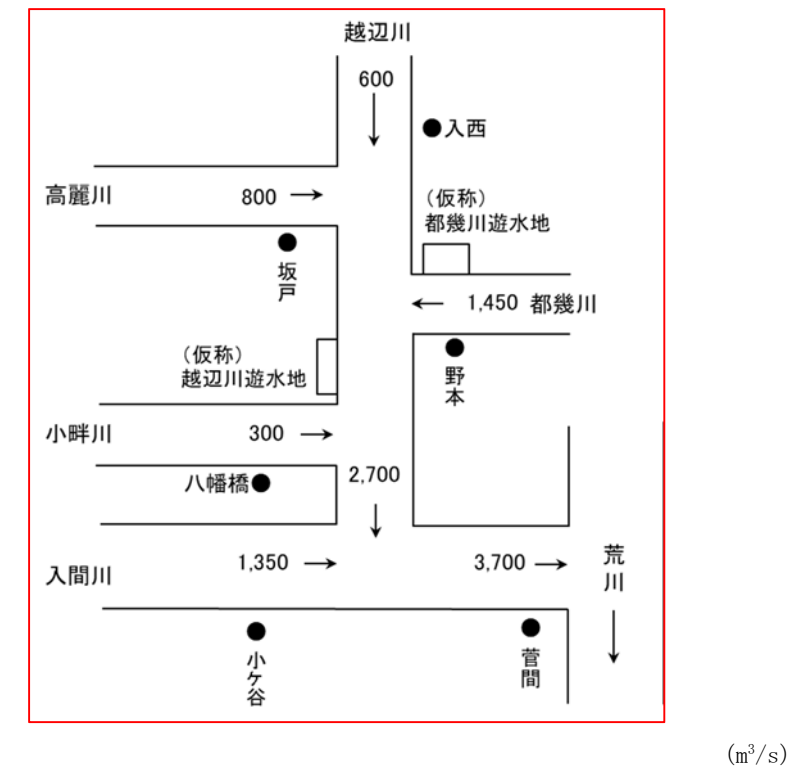 越辺川
600
●入西
高麗川
800
(仮称)
都幾川遊水地
坂戸
1,450
都幾川
(仮称)
越辺川遊水地
野本
小畔川
300
八幡橋●
2,700
入間川
1,350
3,700
荒川
小ケ谷
菅間
(m³/s)